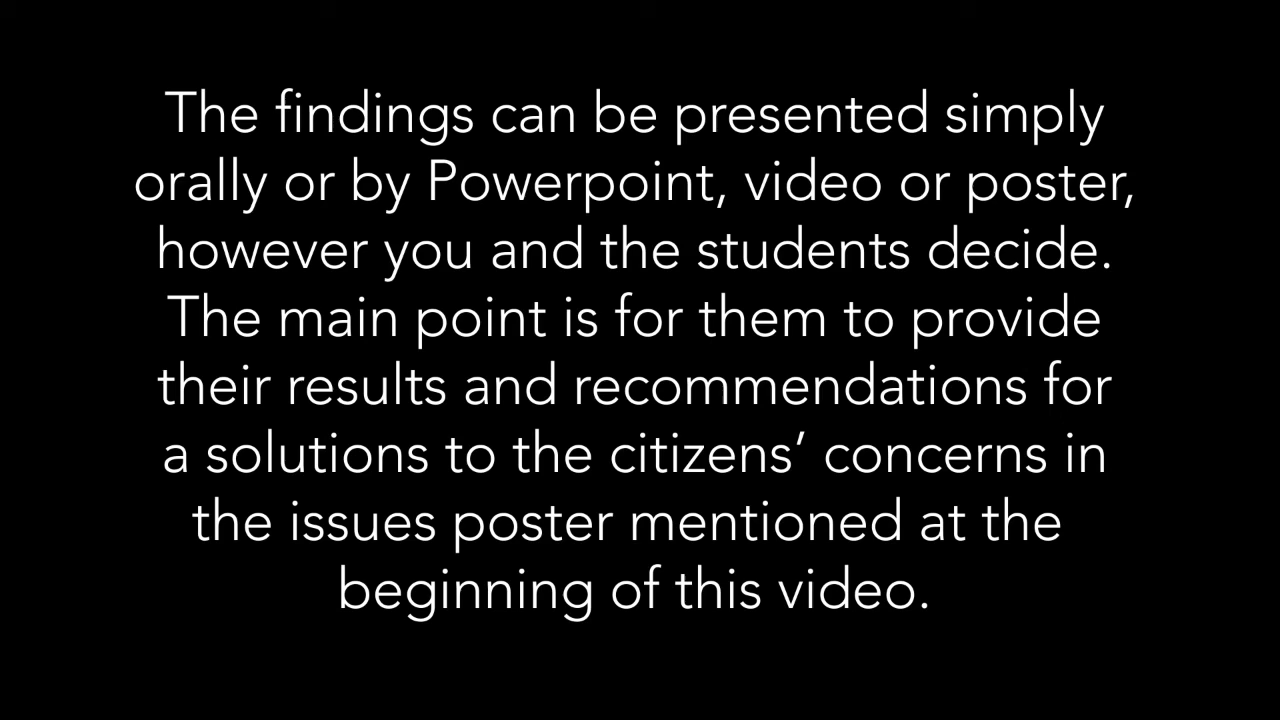 The findings can be presented simply
orally or by Powerpoint, video or poster,
however you and the students decide.
The main point is for them to provide
their results and recommendations for
a solutions to the citizens’ concerns in
the issues poster mentioned at the
beginning of this video.